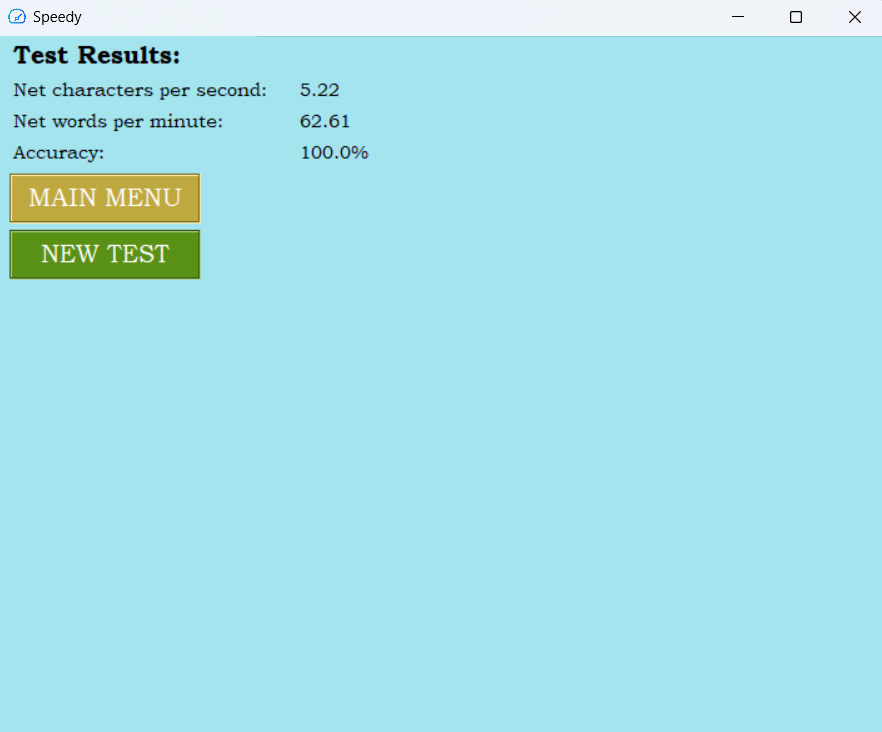 Speedy
Test Results:
Net characters per second: 5.22
Net words per minute: 62.61
Accuracy: 100.0%
MAIN MENU
NEW TEST